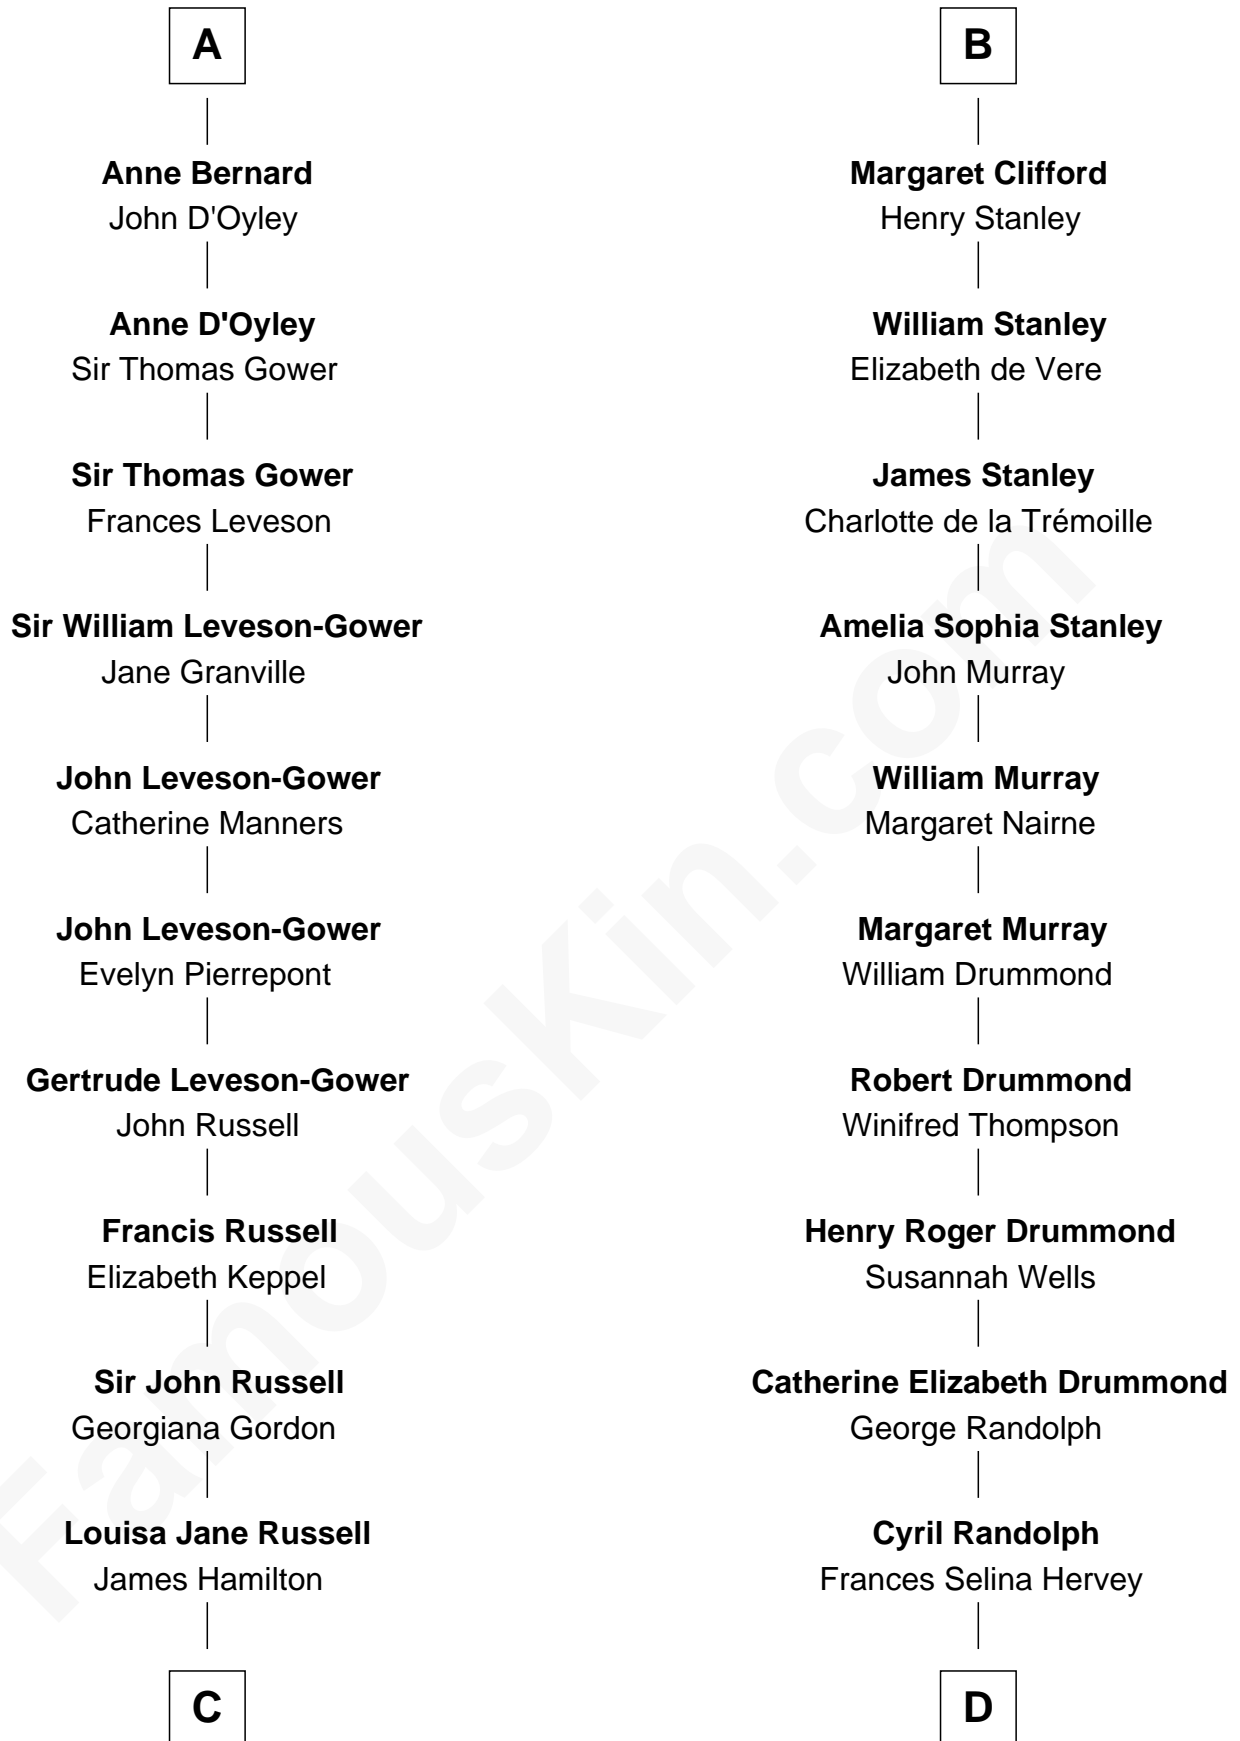 A
Anne Bernard
John D'Oyley
Anne D'Oyley
Sir Thomas Gower
Sir Thomas Gower
Frances Leveson
Sir William Leveson-Gower
Jane Granville
John Leveson-Gower
Catherine Manners
John Leveson-Gower
Evelyn Pierrepont
Gertrude Leveson-Gower
John Russell
Francis Russell
Elizabeth Keppel
Sir John Russell
Georgiana Gordon
Louisa Jane Russell
James Hamilton
C
B
Margaret Clifford
Henry Stanley
William Stanley
Elizabeth de Vere
James Stanley
Charlotte de la Trémoille
Amelia Sophia Stanley
John Murray
William Murray
Margaret Nairne
Margaret Murray
William Drummond
Robert Drummond
Winifred Thompson
Henry Roger Drummond
Susannah Wells
Catherine Elizabeth Drummond
George Randolph
Cyril Randolph
Frances Selina Hervey
D
FamousKin.com